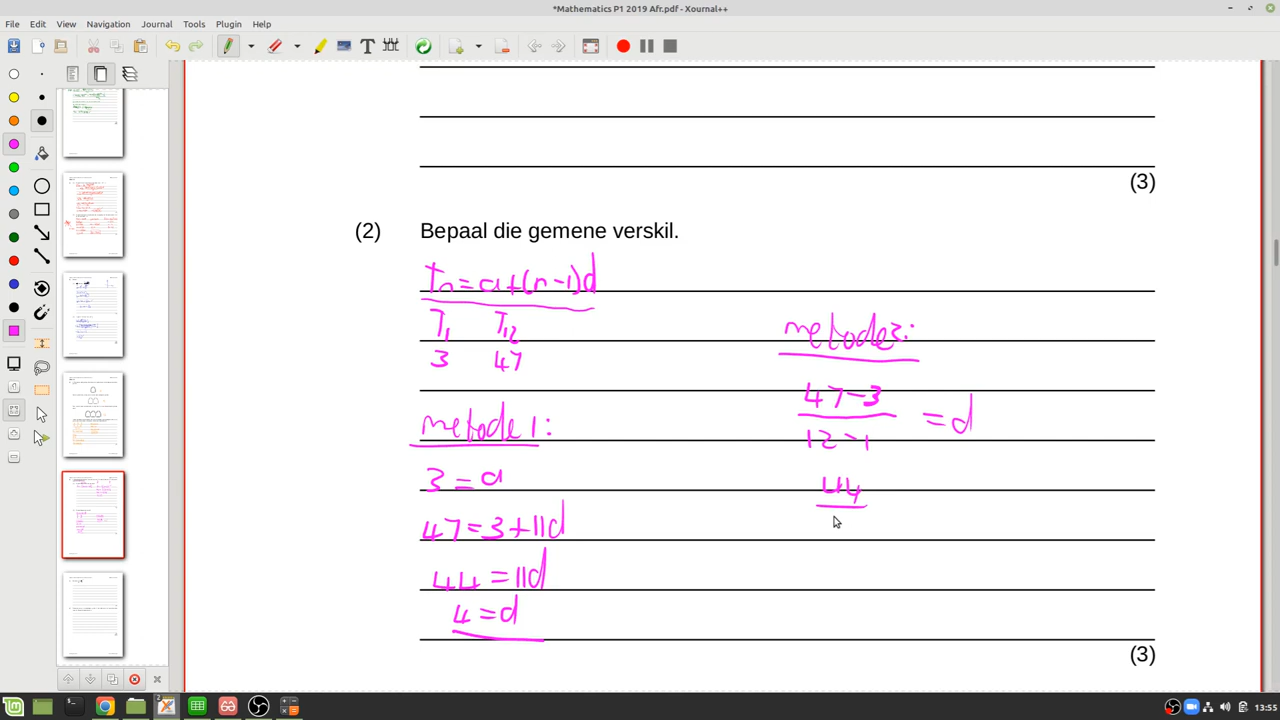 *Mathematics P1 2019 Afr.pdf - Xournal++
File Edit View Navigation Journal Tools Plugin Help
(3)
(2) Bepaal die gemene verskil.
Tn = a+(n-1)d
T1 T12
3 47
metode 1:
3 = a
47 = 3 + 11d
44 = 11d
4 = d
metode 2:
47-3
12-1
= d
44
(3)
13:55